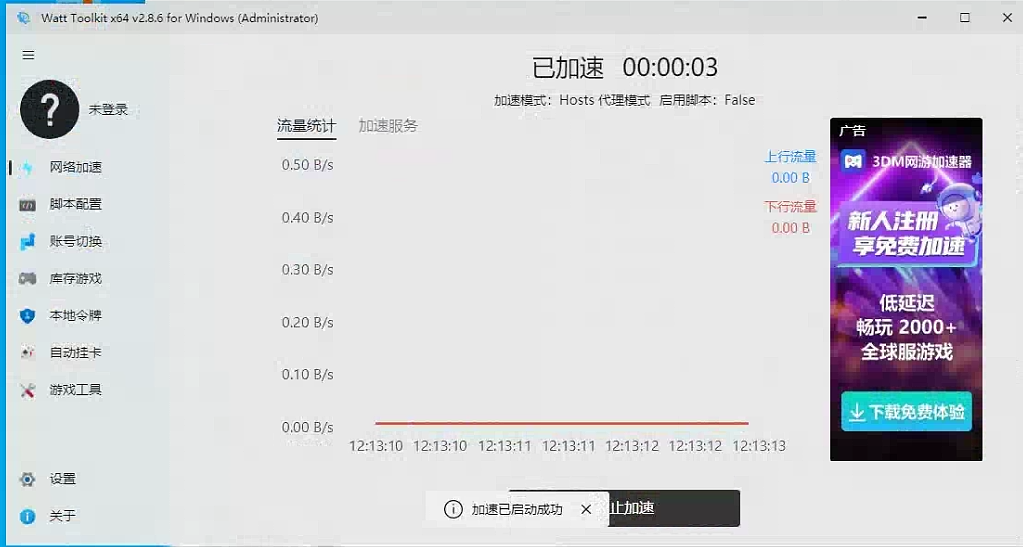 Watt Toolkit x64 v2.8.6 for Windows (Administrator)
已加速 00:00:03
加速模式：Hosts 代理模式 启用脚本：False
未登录
网络加速
脚本配置
账号切换
库存游戏
本地令牌
自动挂卡
游戏工具
设置
关于
流量统计 加速服务
0.50 B/s
0.40 B/s
0.30 B/s
0.20 B/s
0.10 B/s
0.00 B/s
12:13:10 12:13:10 12:13:11 12:13:11 12:13:12 12:13:12 12:13:13
上行流量
0.00 B
下行流量
0.00 B
广告
3DM网游加速器
新人注册
享免费加速
低延迟
畅玩 2000+
全球服游戏
下载免费体验
加速已启动成功
止加速